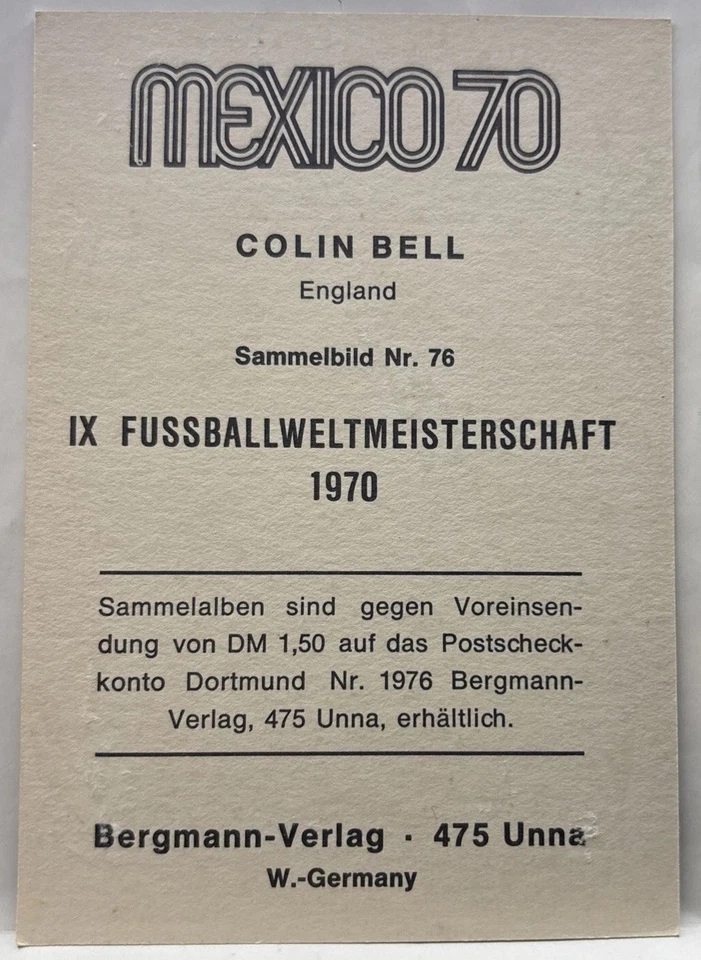 MEXICO 70
COLIN BELL
England
Sammelbild Nr. 76
IX FUSSBALLWELTMEISTERSCHAFT
1970
Sammelalben sind gegen Voreinsen-
dung von DM 1,50 auf das Postscheck-
konto Dortmund Nr. 1976 Bergmann-
Verlag, 475 Unna, erhältlich.
Bergmann-Verlag · 475 Unna
W.-Germany